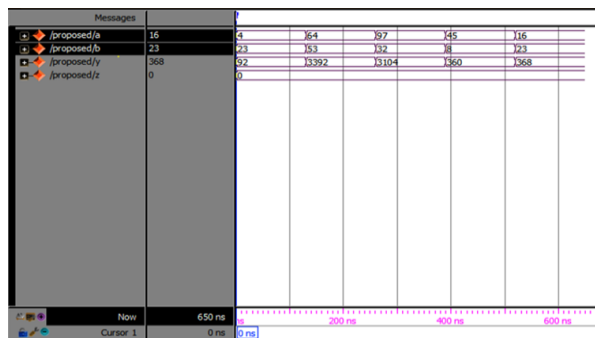 Messages
/proposed/a 16 4 64 97 45 16
/proposed/b 23 23 53 32 8 23
/proposed/y 368 92 3392 3104 360 368
/proposed/z 0 0
Now 650 ns ns 200 ns 400 ns 600 ns
Cursor 1 0 ns 0 ns